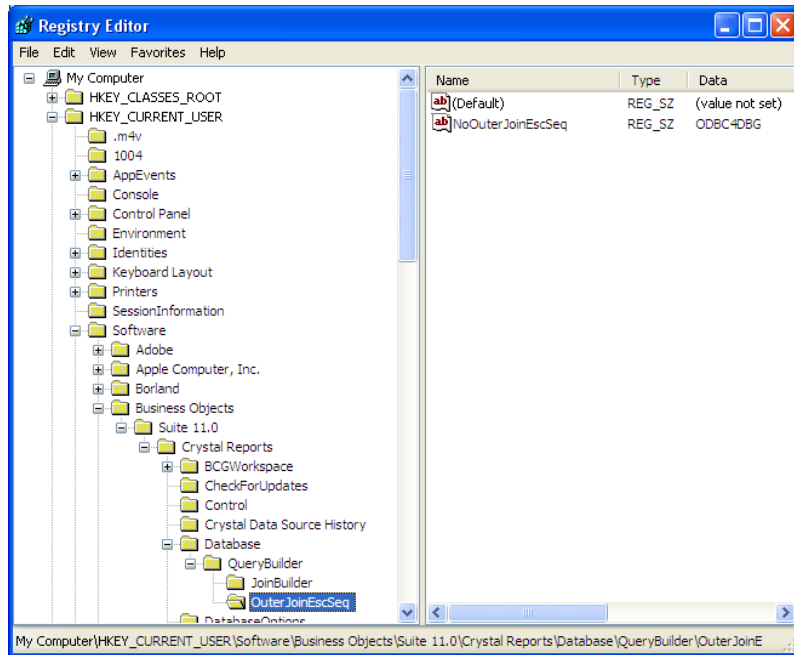 Registry Editor
File Edit View Favorites Help
My Computer
HKEY_CLASSES_ROOT
HKEY_CURRENT_USER
.m4v
1004
AppEvents
Console
Control Panel
Environment
Identities
Keyboard Layout
Printers
SessionInformation
Software
Adobe
Apple Computer, Inc.
Borland
Business Objects
Suite 11.0
Crystal Reports
BCGWorkspace
CheckForUpdates
Control
Crystal Data Source History
Database
QueryBuilder
JoinBuilder
OuterJoinEscSeq
DatabaseOptions
Name Type Data
ab (Default) REG_SZ (value not set)
ab NoOuterJoinEscSeq REG_SZ ODBC4DBG
My Computer\HKEY_CURRENT_USER\Software\Business Objects\Suite 11.0\Crystal Reports\Database\QueryBuilder\OuterJoinE